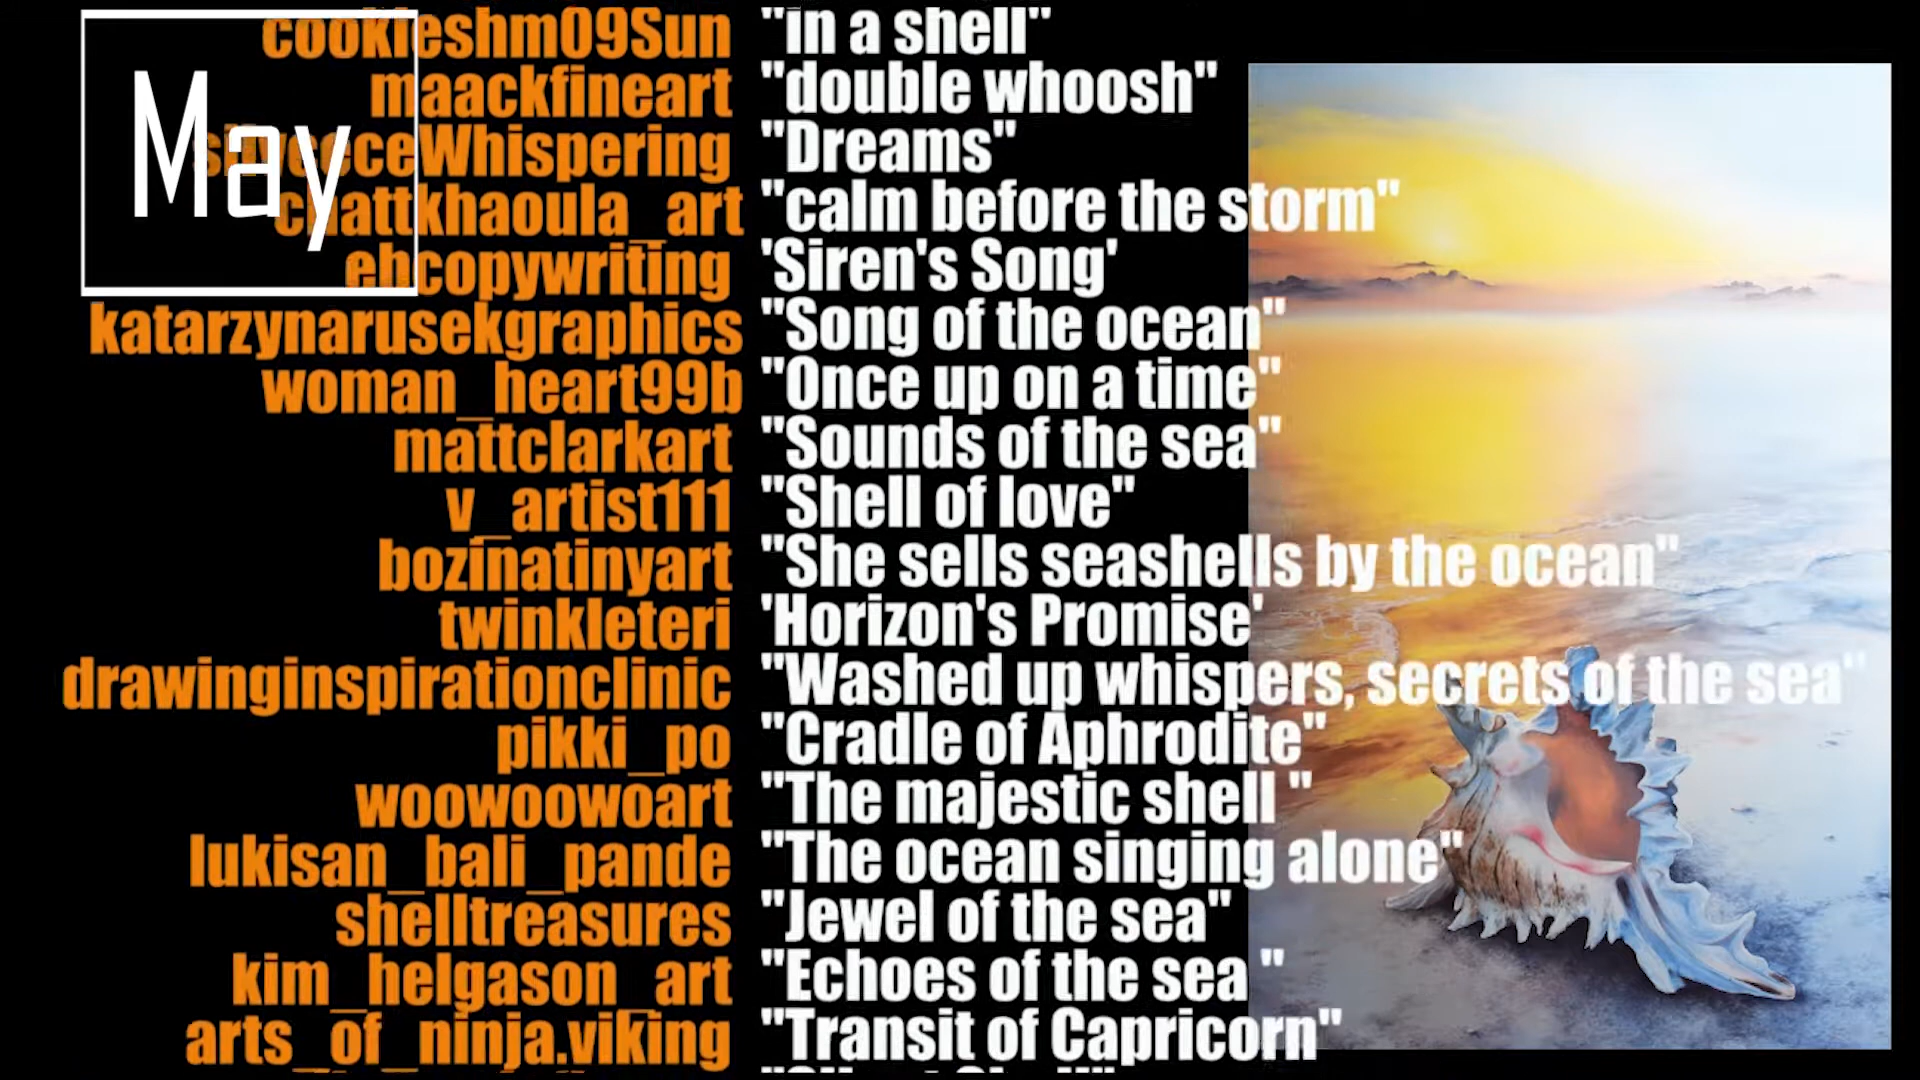 May
cookieshm09Sun "in a shell"
maackfineart "double whoosh"
"Dreams"
chattkhaoula_art "calm before the storm"
ehcopywriting 'Siren's Song'
katarzynarusekgraphics "Song of the ocean"
woman_heart99b "Once up on a time"
mattclarkart "Sounds of the sea"
v_artist111 "Shell of love"
bozinatinyart "She sells seashells by the ocean"
twinkleteri 'Horizon's Promise'
drawinginspirationclinic "Washed up whispers, secrets of the sea"
pikki_po "Cradle of Aphrodite"
woowoowoart "The majestic shell "
lukisan_bali_pande "The ocean singing alone"
shelltreasures "Jewel of the sea"
kim_helgason_art "Echoes of the sea "
arts_of_ninja.viking "Transit of Capricorn"